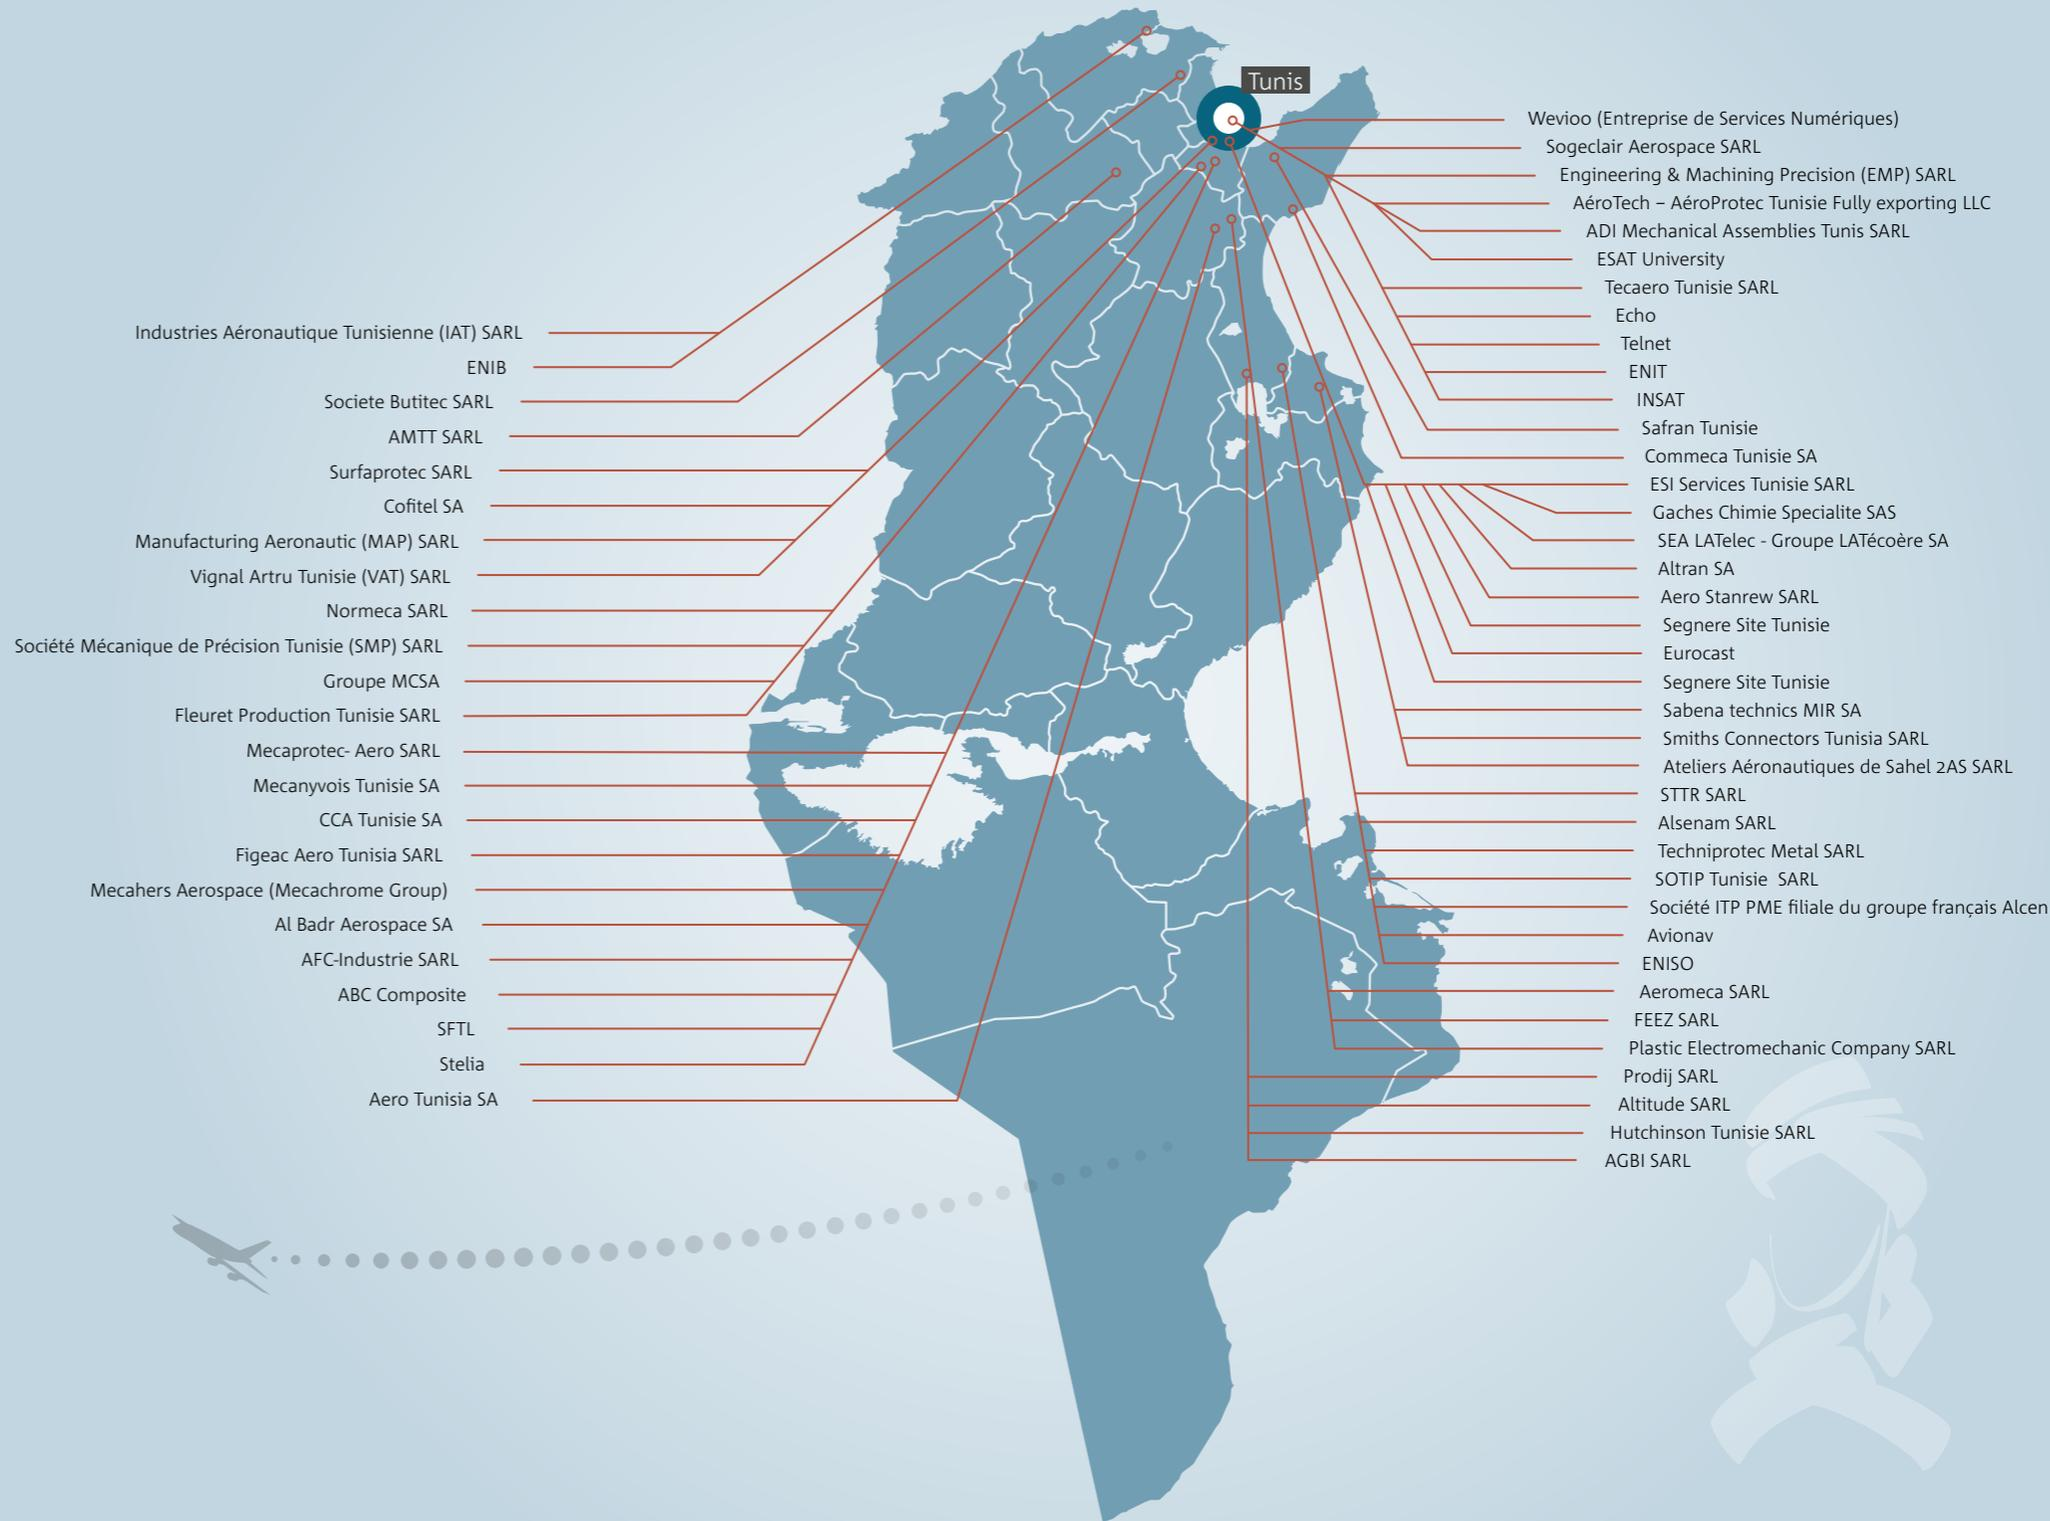 Tunis
Industries Aéronautique Tunisienne (IAT) SARL
ENIB
Societe Butitec SARL
AMTT SARL
Surfaprotec SARL
Cofitel SA
Manufacturing Aeronautic (MAP) SARL
Vignal Artru Tunisie (VAT) SARL
Normeca SARL
Société Mécanique de Précision Tunisie (SMP) SARL
Groupe MCSA
Fleuret Production Tunisie SARL
Mecaprotec- Aero SARL
Mecanyvois Tunisie SA
CCA Tunisie SA
Figeac Aero Tunisia SARL
Mecahers Aerospace (Mecachrome Group)
Al Badr Aerospace SA
AFC-Industrie SARL
ABC Composite
SFTL
Stelia
Aero Tunisia SA
Wevioo (Entreprise de Services Numériques)
Sogeclair Aerospace SARL
Engineering & Machining Precision (EMP) SARL
AéroTech – AéroProtec Tunisie Fully exporting LLC
ADI Mechanical Assemblies Tunis SARL
ESAT University
Tecaero Tunisie SARL
Echo
Telnet
ENIT
INSAT
Safran Tunisie
Commeca Tunisie SA
ESI Services Tunisie SARL
Gaches Chimie Specialite SAS
SEA LATelec - Groupe LATécoère SA
Altran SA
Aero Stanrew SARL
Segnere Site Tunisie
Eurocast
Segnere Site Tunisie
Sabena technics MIR SA
Smiths Connectors Tunisia SARL
Ateliers Aéronautiques de Sahel 2AS SARL
STTR SARL
Alsenam SARL
Techniprotec Metal SARL
SOTIP Tunisie SARL
Société ITP PME filiale du groupe français Alcen
Avionav
ENISO
Aeromeca SARL
FEEZ SARL
Plastic Electromechanic Company SARL
Prodij SARL
Altitude SARL
Hutchinson Tunisie SARL
AGBI SARL